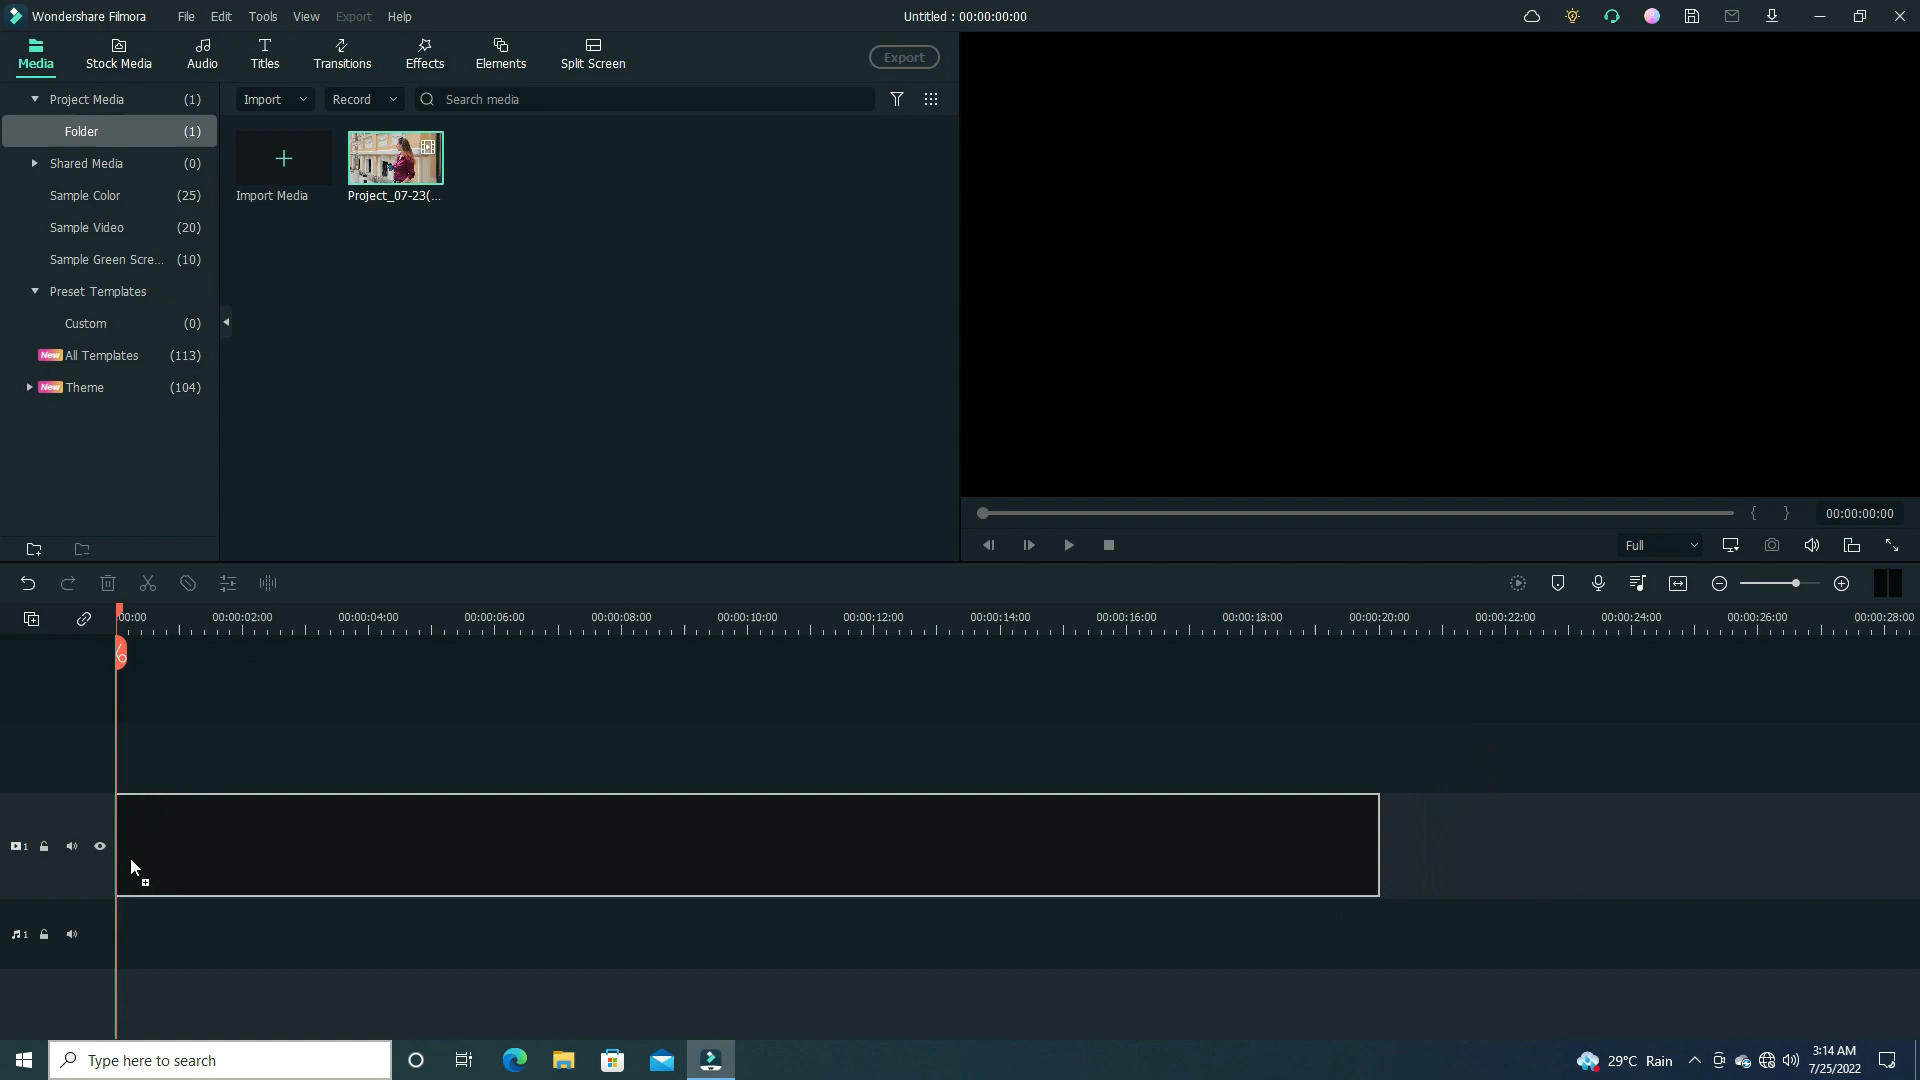 Wondershare Filmora File Edit Tools View Export Help Untitled : 00:00:00:00
Media Stock Media Audio Titles Transitions Effects Elements Split Screen Export
Project Media (1)
Folder (1)
Shared Media (0)
Sample Color (25)
Sample Video (20)
Sample Green Scre... (10)
Preset Templates
Custom (0)
New All Templates (113)
New Theme (104)
Import Record Search media
Import Media Project_07-23(...
{ } 00:00:00:00
Full
00:00 00:00:02:00 00:00:04:00 00:00:06:00 00:00:08:00 00:00:10:00 00:00:12:00 00:00:14:00 00:00:16:00 00:00:18:00 00:00:20:00 00:00:22:00 00:00:24:00 00:00:26:00 00:00:28:00
1
1
Type here to search
29°C Rain
3:14 AM
7/25/2022